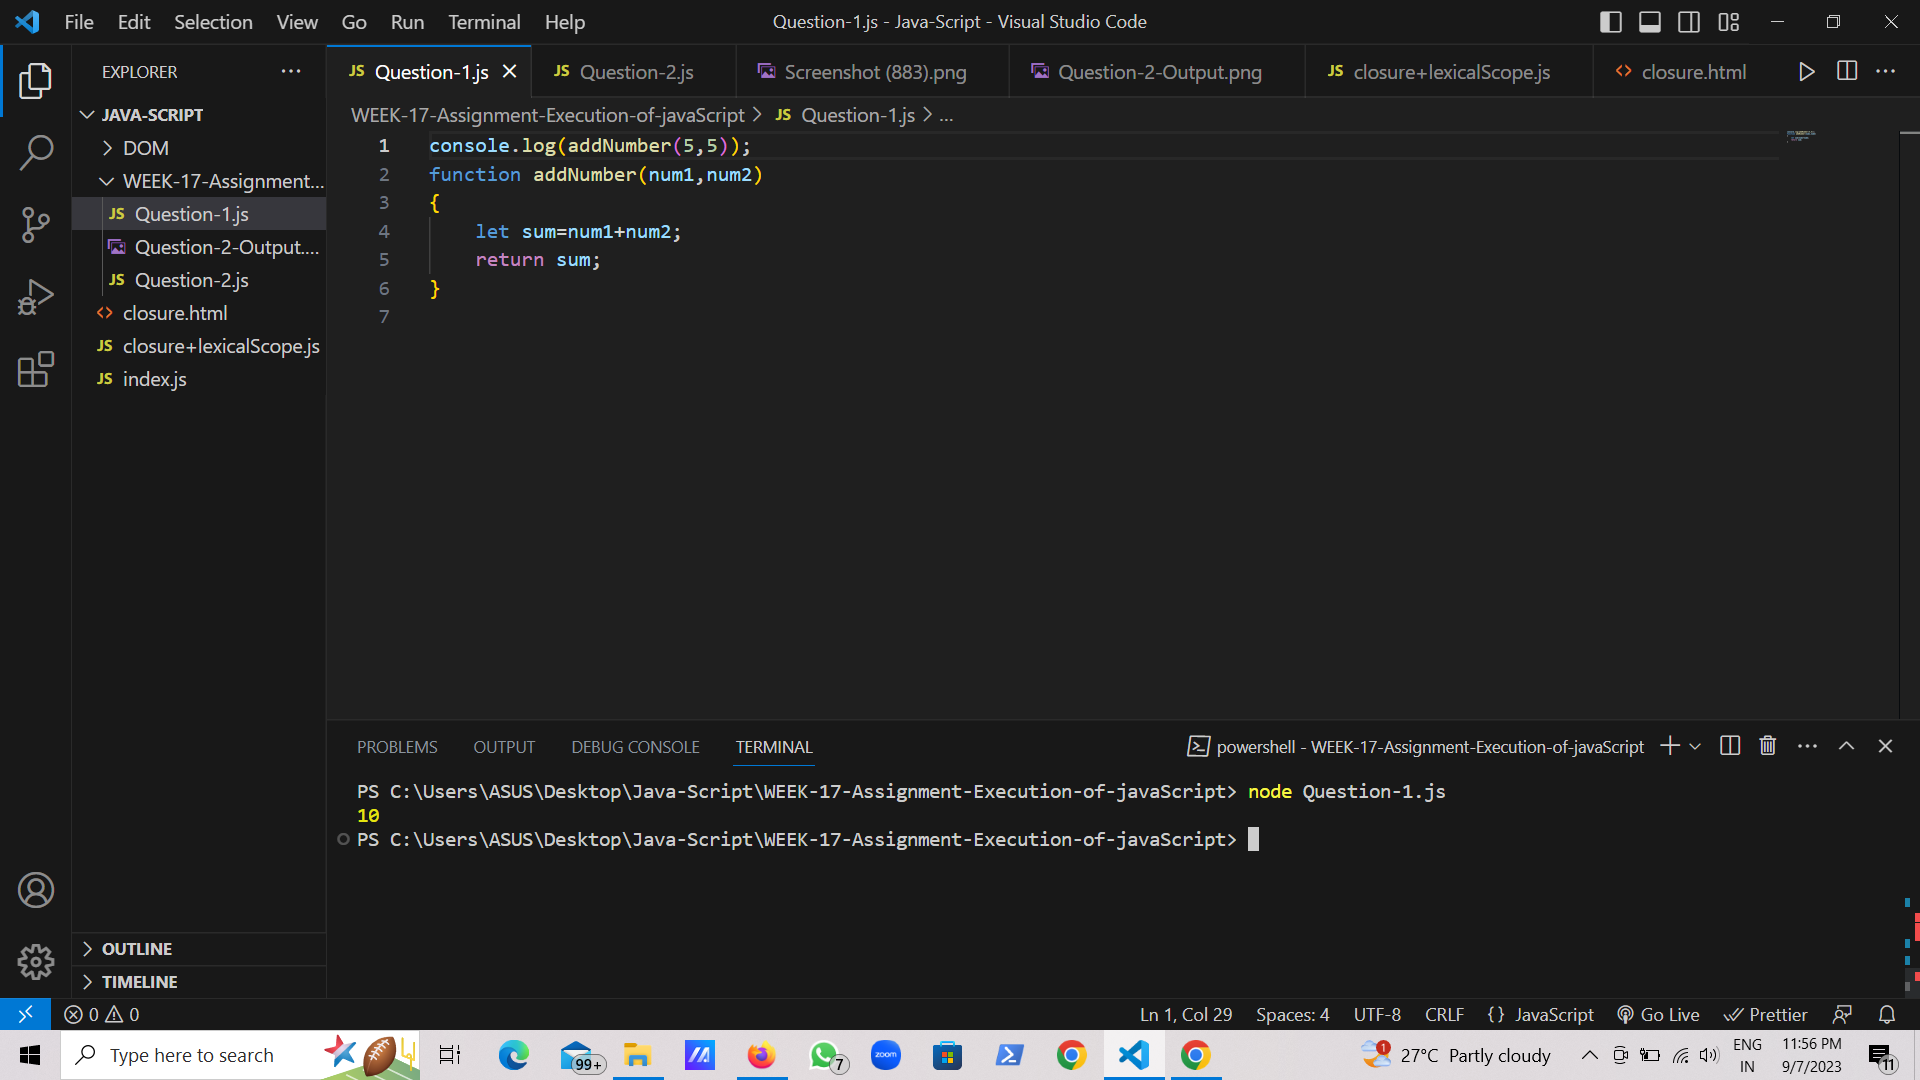 File Edit Selection View Go Run Terminal Help Question-1.js - Java-Script - Visual Studio Code
EXPLORER
JS Question-1.js JS Question-2.js Screenshot (883).png Question-2-Output.png JS closure+lexicalScope.js <> closure.html
JAVA-SCRIPT
DOM
WEEK-17-Assignment...
JS Question-1.js
Question-2-Output....
JS Question-2.js
<> closure.html
JS closure+lexicalScope.js
JS index.js
OUTLINE
TIMELINE
WEEK-17-Assignment-Execution-of-javaScript > JS Question-1.js > ...
1 console.log(addNumber(5,5));
2 function addNumber(num1,num2)
3 {
4 let sum=num1+num2;
5 return sum;
6 }
7
PROBLEMS OUTPUT DEBUG CONSOLE TERMINAL powershell - WEEK-17-Assignment-Execution-of-javaScript
PS C:\Users\ASUS\Desktop\Java-Script\WEEK-17-Assignment-Execution-of-javaScript> node Question-1.js
10
PS C:\Users\ASUS\Desktop\Java-Script\WEEK-17-Assignment-Execution-of-javaScript>
0 0 Ln 1, Col 29 Spaces: 4 UTF-8 CRLF {} JavaScript Go Live Prettier
Type here to search 99+ 7 zoom 1 27°C Partly cloudy ENG 11:56 PM
IN 9/7/2023 11